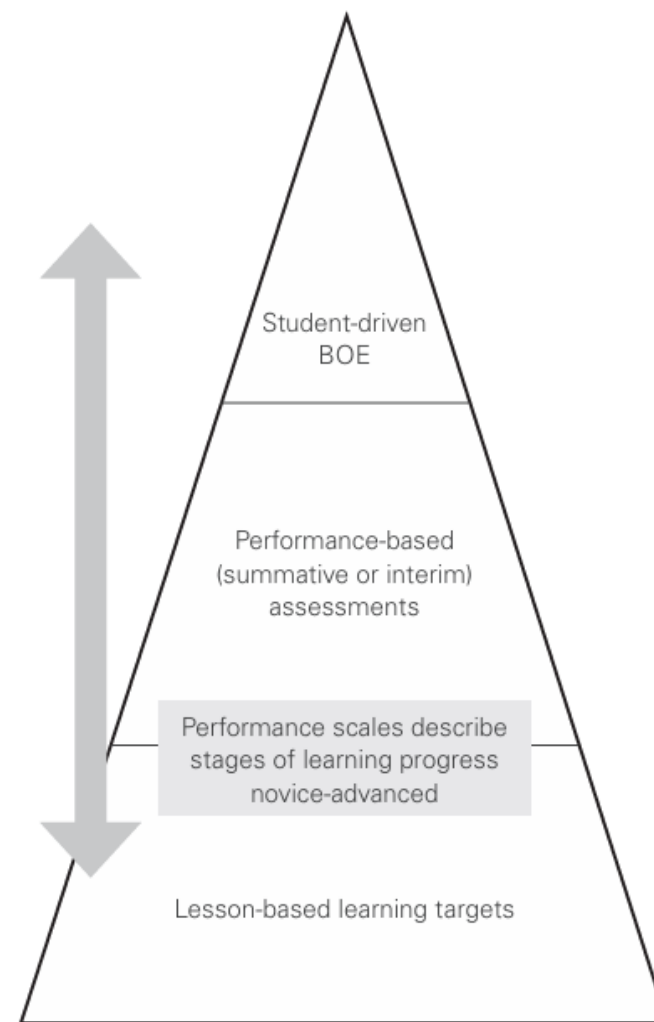 Student-driven
BOE
Performance-based
(summative or interim)
assessments
Performance scales describe
stages of learning progress
novice-advanced
Lesson-based learning targets